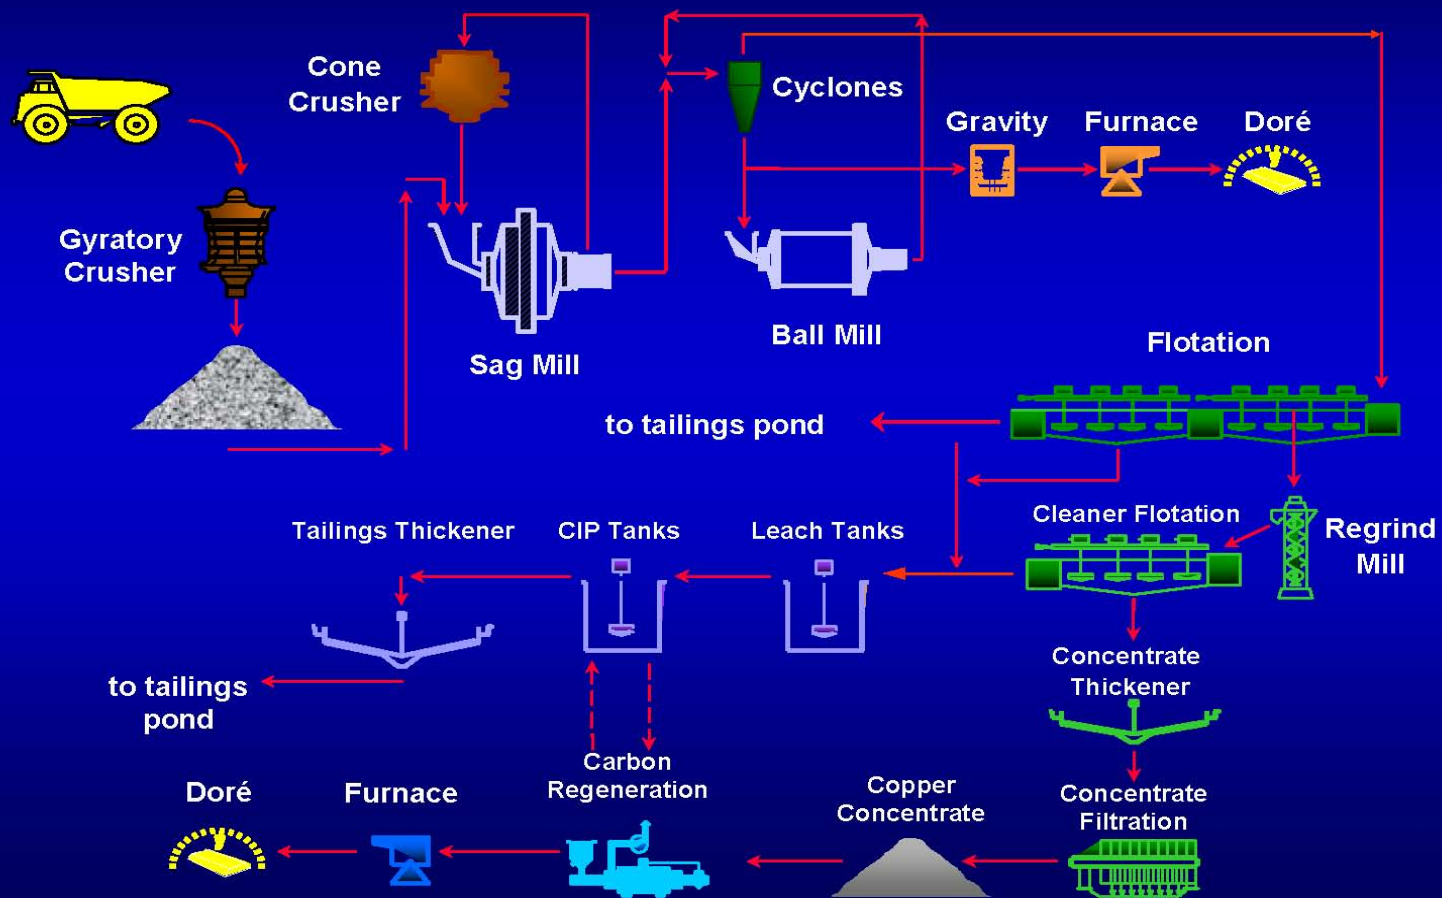 Cone
Crusher
Cyclones
Gravity
Furnace
Doré
Gyratory
Crusher
Sag Mill
Ball Mill
Flotation
to tailings pond
Tailings Thickener
CIP Tanks
Leach Tanks
Cleaner Flotation
Regrind
Mill
Concentrate
Thickener
to tailings
pond
Doré
Furnace
Carbon
Regeneration
Copper
Concentrate
Concentrate
Filtration